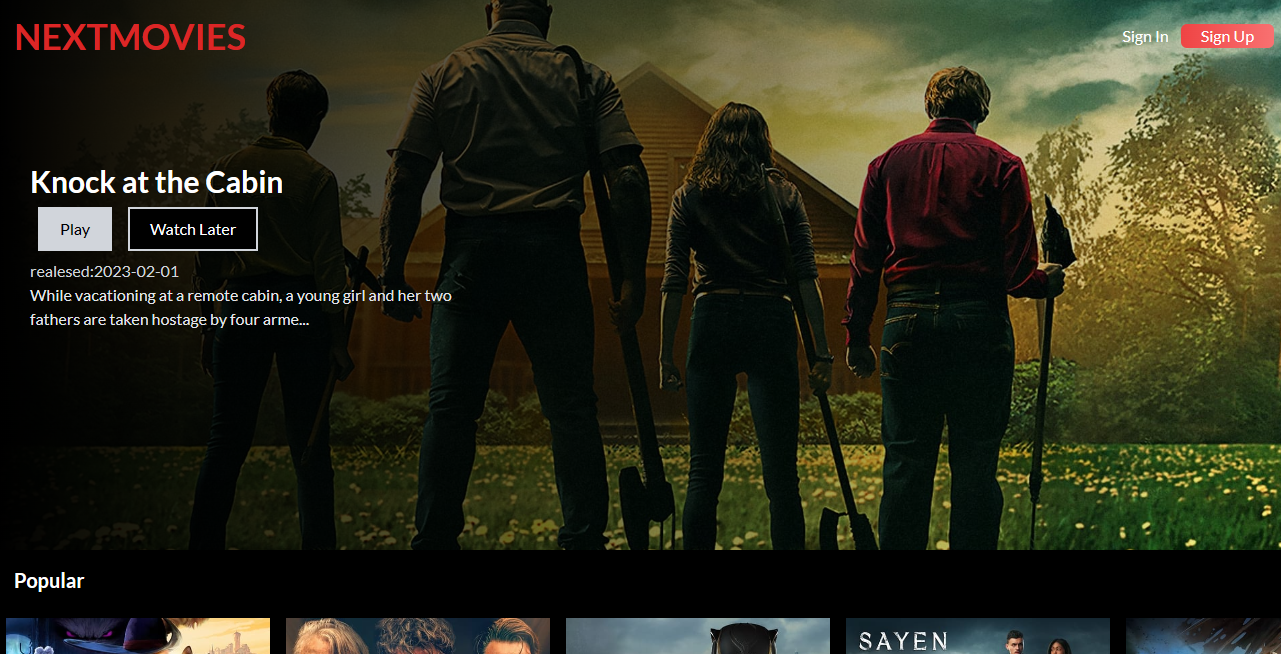 NEXTMOVIES
Sign In
Sign Up
Knock at the Cabin
Play
Watch Later
realesed:2023-02-01
While vacationing at a remote cabin, a young girl and her two
fathers are taken hostage by four arme...
Popular
SAYEN